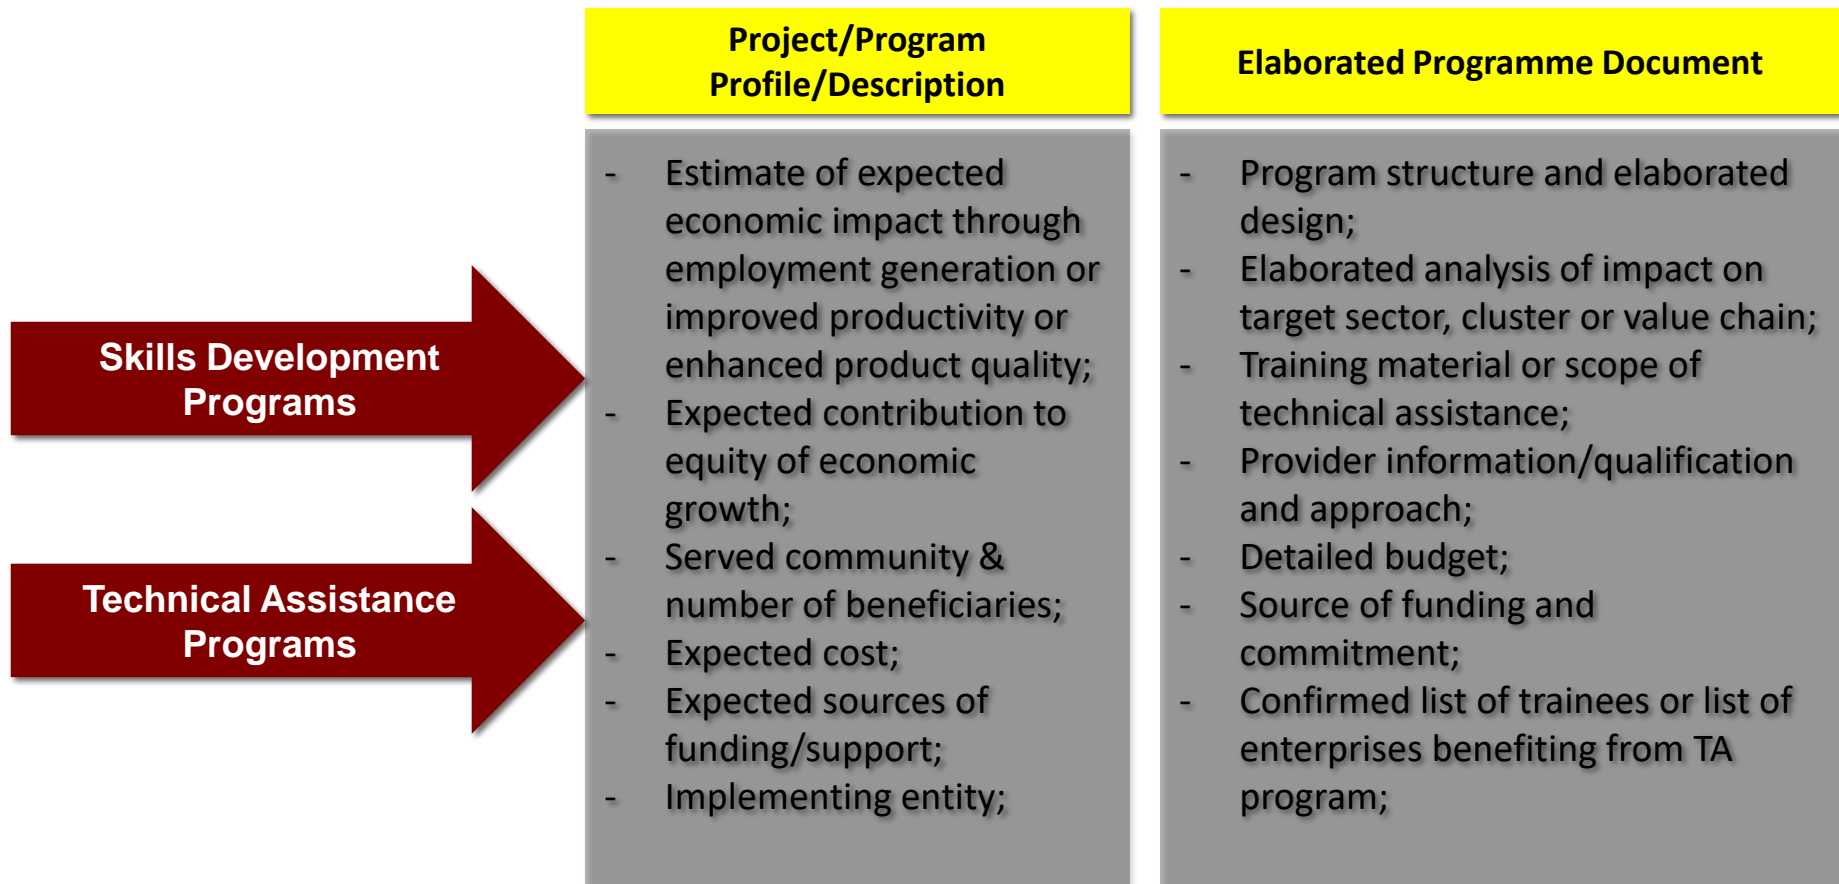 Project/Program
Profile/Description
Elaborated Programme Document
Skills Development
Programs
Technical Assistance
Programs
- Estimate of expected
economic impact through
employment generation or
improved productivity or
enhanced product quality;
- Expected contribution to
equity of economic
growth;
- Served community &
number of beneficiaries;
- Expected cost;
- Expected sources of
funding/support;
- Implementing entity;
- Program structure and elaborated
design;
- Elaborated analysis of impact on
target sector, cluster or value chain;
- Training material or scope of
technical assistance;
- Provider information/qualification
and approach;
- Detailed budget;
- Source of funding and
commitment;
- Confirmed list of trainees or list of
enterprises benefiting from TA
program;